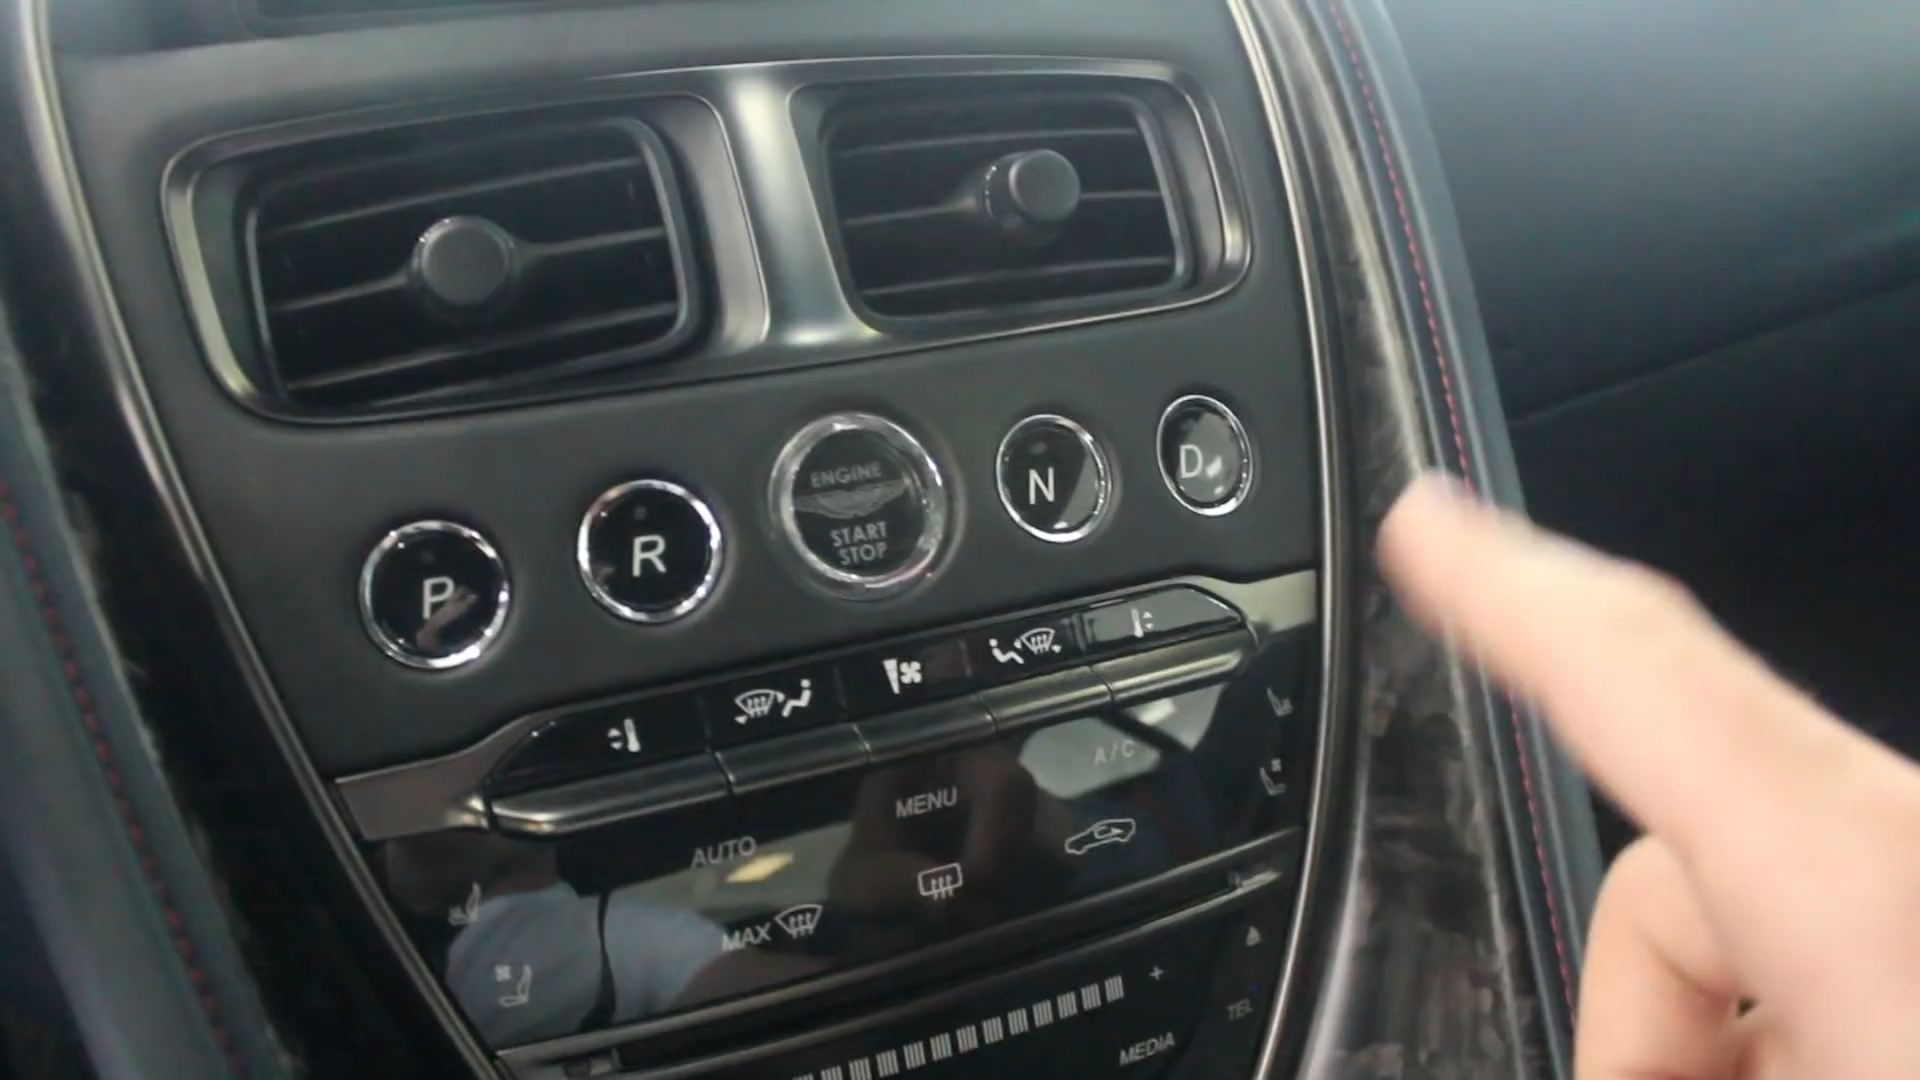 P
R
ENGINE
START
STOP
N
D
A/C
MENU
AUTO
MAX
+
TEL
MEDIA